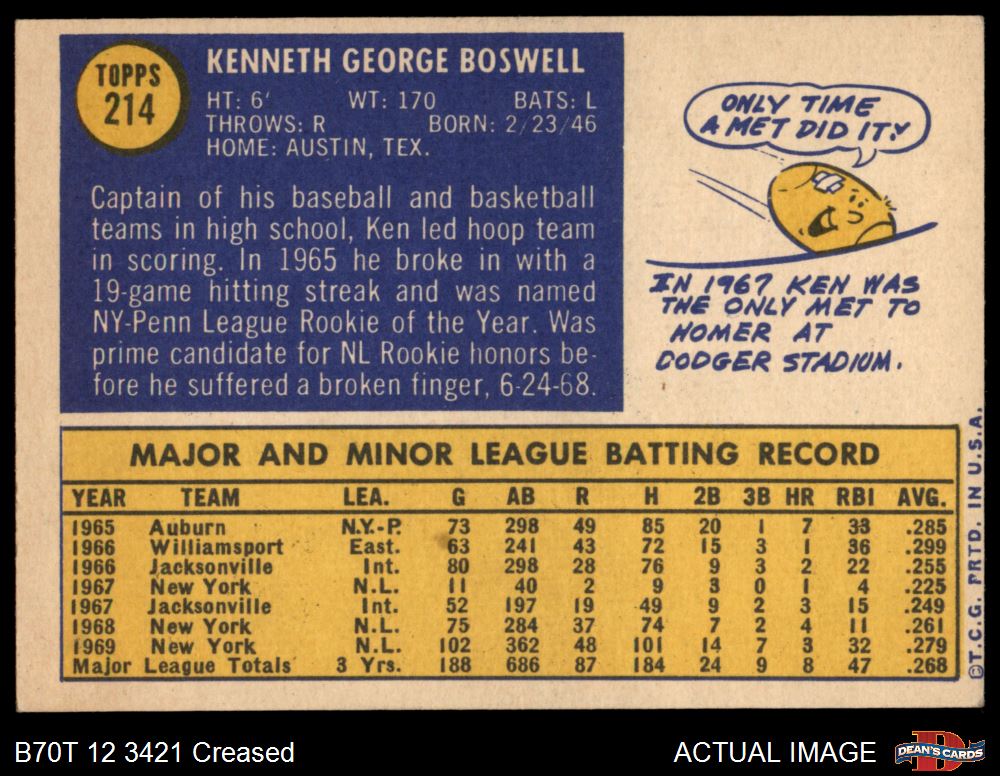 TOPPS
214
KENNETH GEORGE BOSWELL
HT: 6' WT: 170 BATS: L
THROWS: R BORN: 2/23/46
HOME: AUSTIN, TEX.
Captain of his baseball and basketball
teams in high school, Ken led hoop team
in scoring. In 1965 he broke in with a
19-game hitting streak and was named
NY-Penn League Rookie of the Year. Was
prime candidate for NL Rookie honors be-
fore he suffered a broken finger, 6-24-68.
ONLY TIME
A MET DID IT!
IN 1967 KEN WAS
THE ONLY MET TO
HOMER AT
DODGER STADIUM.
MAJOR AND MINOR LEAGUE BATTING RECORD
YEAR TEAM LEA. G AB R H 2B 3B HR RBI AVG.
1965 Auburn N.Y.-P. 73 298 49 85 20 1 7 33 .285
1966 Williamsport East. 63 241 43 72 15 3 1 36 .299
1966 Jacksonville Int. 80 298 28 76 9 3 2 22 .255
1967 New York N.L. 11 40 2 9 3 0 1 4 .225
1967 Jacksonville Int. 52 197 19 49 9 2 3 15 .249
1968 New York N.L. 75 284 37 74 7 2 4 11 .261
1969 New York N.L. 102 362 48 101 14 7 3 32 .279
Major League Totals 3 Yrs. 188 686 87 184 24 9 8 47 .268
©T.C.G. PRTD. IN U.S.A.
B70T 12 3421 Creased
ACTUAL IMAGE
D
DEAN'S CARDS